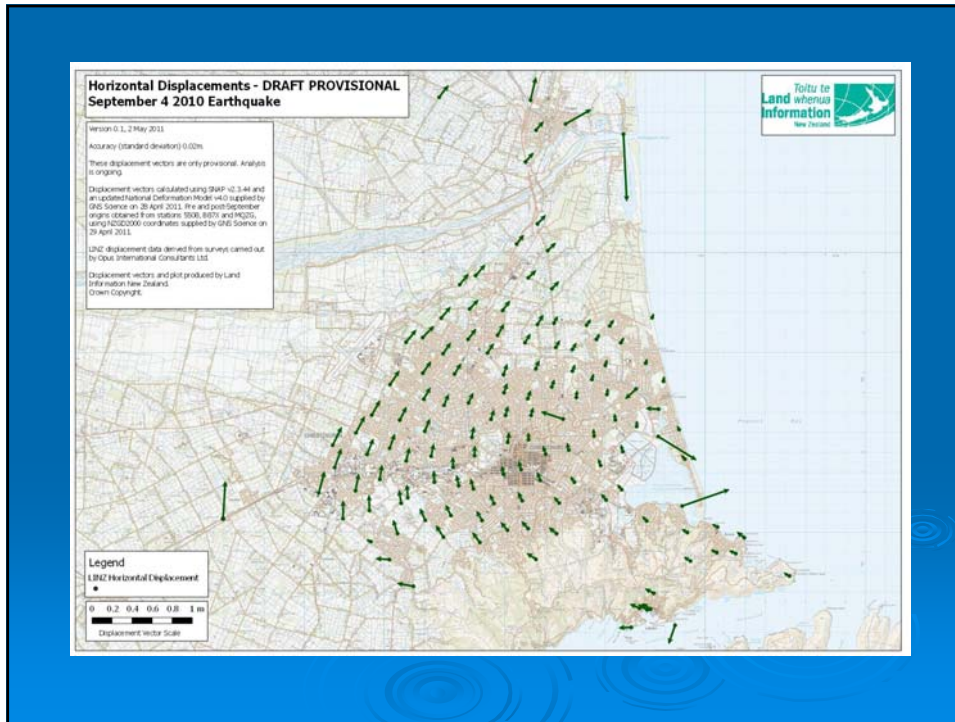 Horizontal Displacements - DRAFT PROVISIONAL
September 4 2010 Earthquake
Version 0.1, 2 May 2011
Accuracy (standard deviation) 0.02m
These displacement vectors are only provisional. Analysis
is ongoing.
Displacement vectors calculated using SNAP v2.3.44 and
an updated National Deformation Model v4.0 supplied by
GNS Science on 28 April 2011. Pre and post-September
origins obtained from stations and MQZG,
using NZGD2000 coordinates supplied by GNS Science on
29 April 2011.
LINZ displacement data derived from surveys carried out
by Opus International Consultants Ltd.
Displacement vectors and plot produced by Land
Information New Zealand.
Crown Copyright.
Toitu te
Land whenua
Information
New Zealand
Legend
LINZ Horizontal Displacement
0 0.2 0.4 0.6 0.8 1 m
Displacement Vector Scale